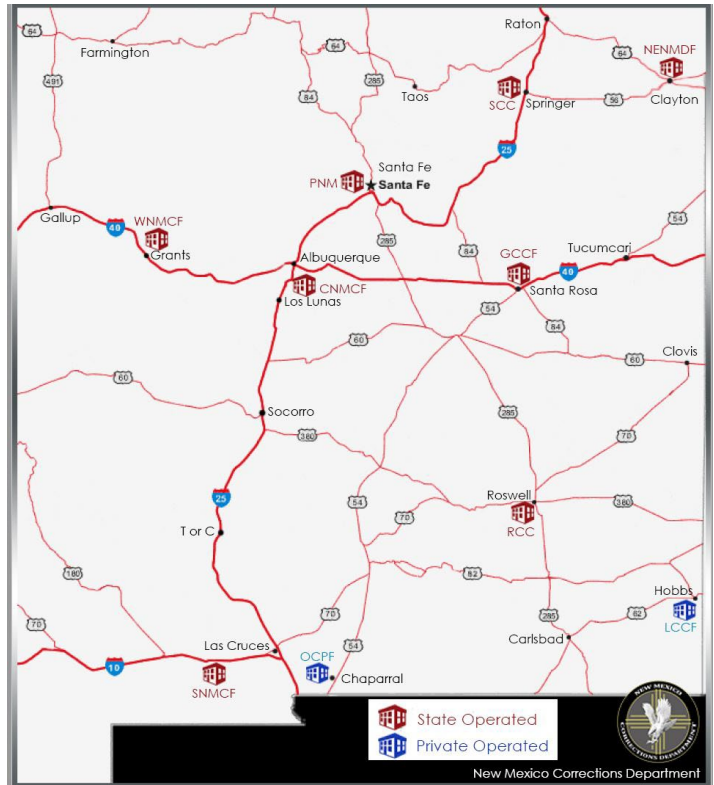 Raton
64
Farmington
64
64
NENMDF
491
285
Taos
84
SCC
Springer
56
Clayton
25
Santa Fe
PNM
Santa Fe
Gallup
40
WNMCF
Grants
285
84
54
Tucumcari
Albuquerque
GCCF
40
CNMCF
Los Lunas
Santa Rosa
54
84
60
60
Clovis
60
Socorro
285
380
70
25
54
Roswell
70
380
RCC
T or C
180
82
Hobbs
285
62
LCCF
70
70
54
Carlsbad
Las Cruces
OCPF
10
SNMCF
Chaparral
State Operated
Private Operated
NEW MEXICO
CORRECTIONS DEPARTMENT
New Mexico Corrections Department